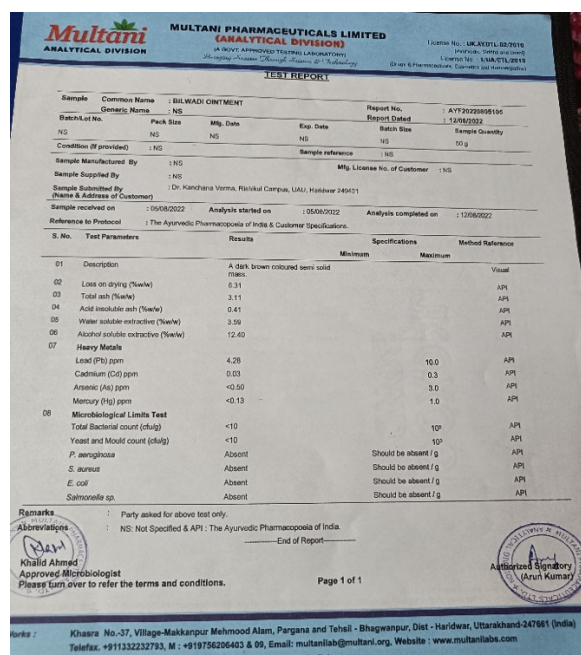 Multani
ANALYTICAL DIVISION
MULTANI PHARMACEUTICALS LIMITED
(ANALYTICAL DIVISION)
(A GOVT. APPROVED TESTING LABORATORY)
Bringing Success Through Science & Technology
License No. : UK.AY.DTL-02/2019
TEST REPORT
Sample Common Name : BILWADI OINTMENT
Generic Name : NS
Report No. : AYF20220805105
Report Dated : 12/08/2022
Batch/Lot No. Pack Size Mfg. Date Exp. Date Batch Size Sample Quantity
NS NS NS NS NS 50 g
Condition (If provided) : NS Sample reference : NS
Sample Manufactured By : NS Mfg. License No. of Customer : NS
Sample Supplied By : NS
Sample Submitted By : Dr. Kanchana Verma, Rishikul Campus, UAU, Haridwar 249401
(Name & Address of Customer)
Sample received on : 05/08/2022 Analysis started on : 05/08/2022 Analysis completed on : 12/08/2022
Reference to Protocol : The Ayurvedic Pharmacopoeia of India & Customer Specifications.
S. No. Test Parameters Results Specifications Method Reference
Minimum Maximum
01 Description A dark brown coloured semi solid mass. Visual
02 Loss on drying (%w/w) 6.31 API
03 Total ash (%w/w) 3.11 API
04 Acid insoluble ash (%w/w) 0.41 API
05 Water soluble extractive (%w/w) 3.59 API
06 Alcohol soluble extractive (%w/w) 12.40 API
07 Heavy Metals
Lead (Pb) ppm 4.28 10.0 API
Cadmium (Cd) ppm 0.03 0.3 API
Arsenic (As) ppm <0.50 3.0 API
Mercury (Hg) ppm <0.13 1.0 API
08 Microbiological Limits Test
Total Bacterial count (cfu/g) <10 API
Yeast and Mould count (cfu/g) <10 API
P. aeruginosa Absent Should be absent / g API
S. aureus Absent Should be absent / g API
E. coli Absent Should be absent / g API
Salmonella sp. Absent Should be absent / g API
Remarks : Party asked for above test only.
Abbreviations : NS: Not Specified & API : The Ayurvedic Pharmacopoeia of India.
----------End of Report----------
Khalid Ahmed
Approved Microbiologist
Please turn over to refer the terms and conditions.
Page 1 of 1
Authorized Signatory
(Arun Kumar)
Works : Khasra No.-37, Village-Makkanpur Mehmood Alam, Pargana and Tehsil - Bhagwanpur, Dist - Haridwar, Uttarakhand-247661 (India)
Telefax. +911332232793, M : +919756206403 & 09, Email: multanilab@multani.org, Website : www.multanilabs.com